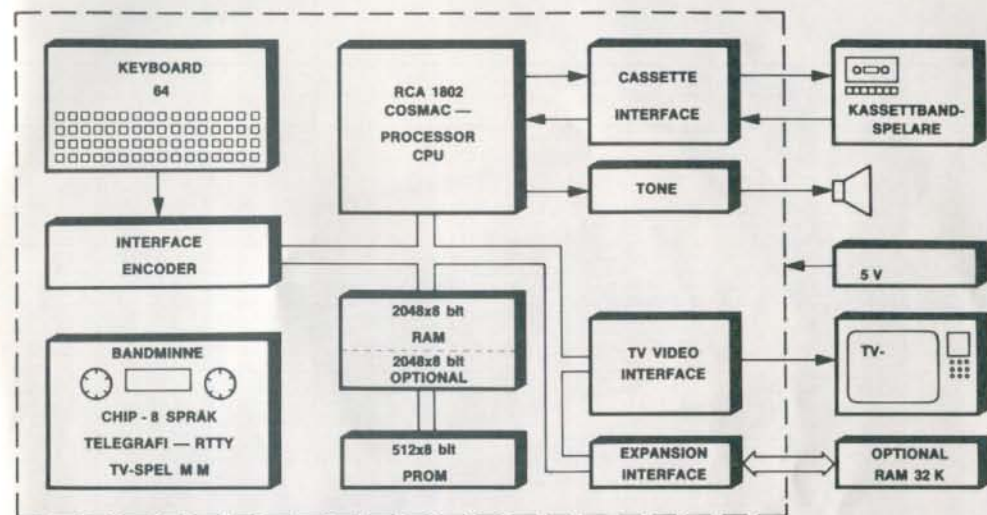 KEYBOARD
64
RCA 1802
COSMAC —
PROCESSOR
CPU
CASSETTE
INTERFACE
KASSETTBAND-
SPELARE
TONE
INTERFACE
ENCODER
5 V
2048x8 bit
RAM
2048x8 bit
OPTIONAL
TV VIDEO
INTERFACE
TV-
BANDMINNE
CHIP - 8 SPRÅK
TELEGRAFI — RTTY
TV-SPEL M M
512x8 bit
PROM
EXPANSION
INTERFACE
OPTIONAL
RAM 32 K